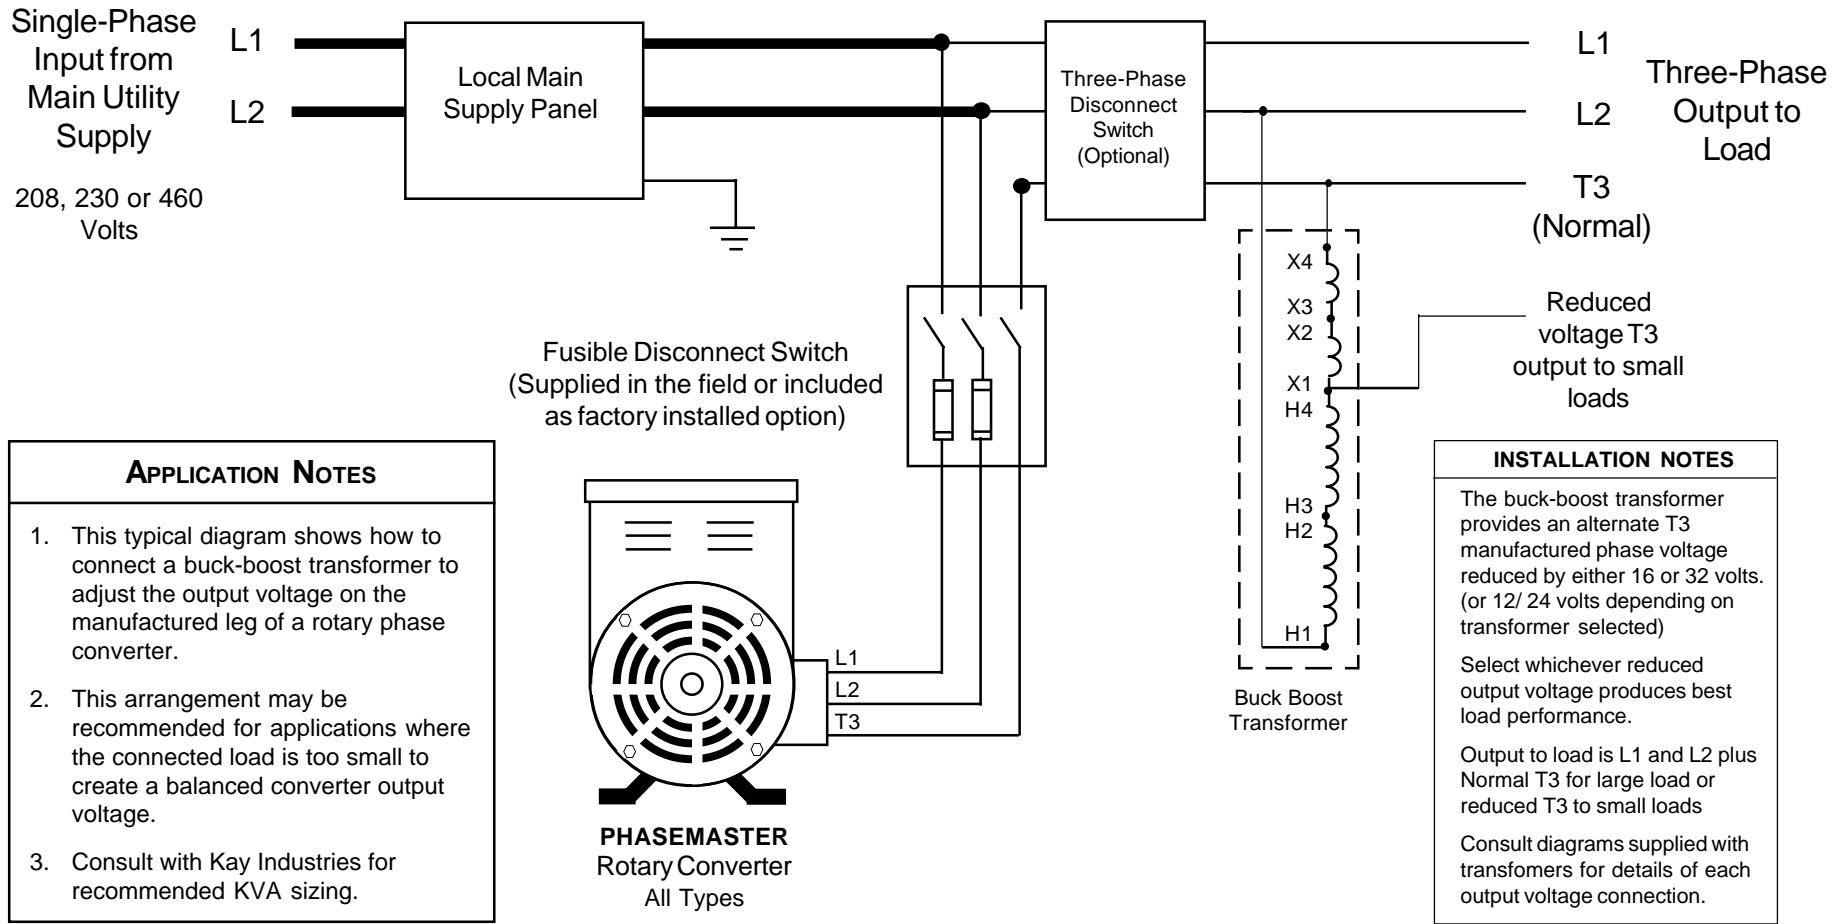 Single-Phase
Input from
Main Utility
Supply
208, 230 or 460
Volts
L1
L2
Local Main
Supply Panel
Three-Phase
Disconnect
Switch
(Optional)
L1
L2
T3
(Normal)
Three-Phase
Output to
Load
Fusible Disconnect Switch
(Supplied in the field or included
as factory installed option)
X4
X3
X2
X1
H4
H3
H2
H1
Buck Boost
Transformer
Reduced
voltage T3
output to small
loads
APPLICATION NOTES
1. This typical diagram shows how to
connect a buck-boost transformer to
adjust the output voltage on the
manufactured leg of a rotary phase
converter.
2. This arrangement may be
recommended for applications where
the connected load is too small to
create a balanced converter output
voltage.
3. Consult with Kay Industries for
recommended KVA sizing.
L1
L2
T3
PHASEMASTER
Rotary Converter
All Types
INSTALLATION NOTES
The buck-boost transformer
provides an alternate T3
manufactured phase voltage
reduced by either 16 or 32 volts.
(or 12/ 24 volts depending on
transformer selected)
Select whichever reduced
output voltage produces best
load performance.
Output to load is L1 and L2 plus
Normal T3 for large load or
reduced T3 to small loads
Consult diagrams supplied with
transfomers for details of each
output voltage connection.